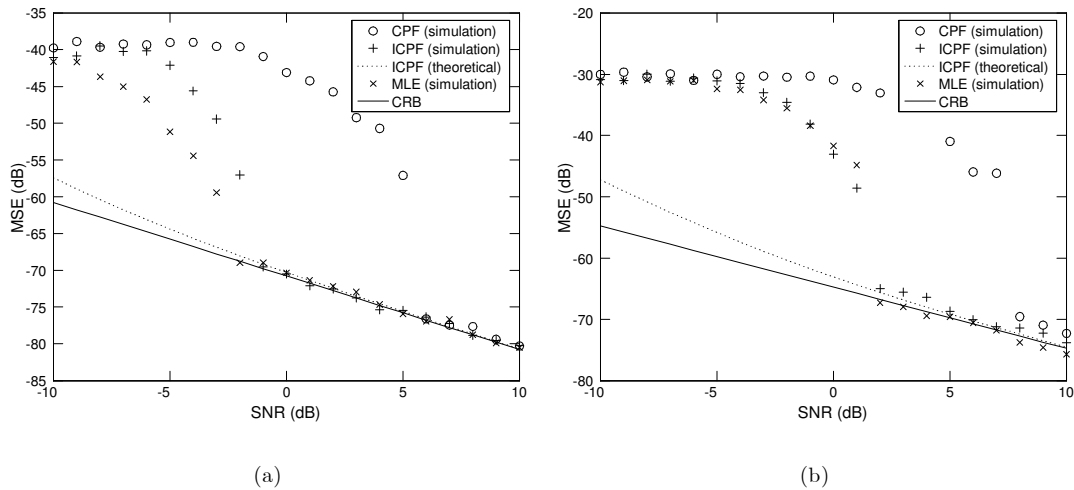 -35
-40
-45
-50
-55
-60
-65
-70
-75
-80
-85
MSE (dB)
-10
-5
0
5
10
SNR (dB)
CPF (simulation)
ICPF (simulation)
ICPF (theoretical)
MLE (simulation)
CRB
(a)
-20
-30
-40
-50
-60
-70
-80
MSE (dB)
-10
-5
0
5
10
SNR (dB)
CPF (simulation)
ICPF (simulation)
ICPF (theoretical)
MLE (simulation)
CRB
(b)